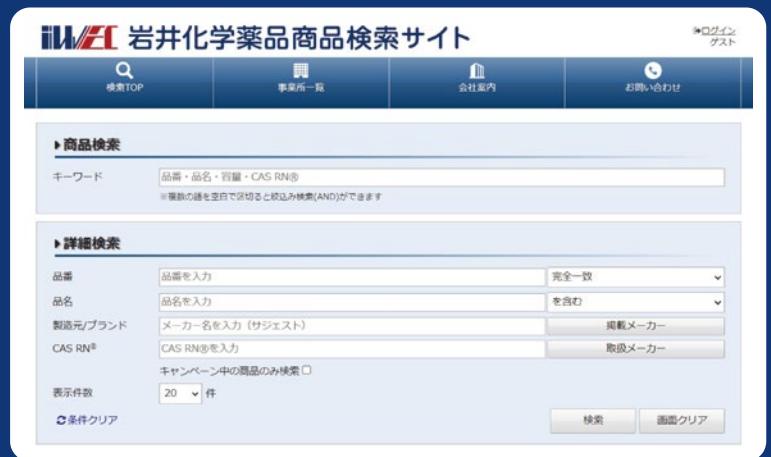 iWEC 岩井化学薬品商品検索サイト
ログイン
ゲスト
検索TOP
事業所一覧
会社案内
お問い合わせ
商品検索
キーワード
品番・品名・容量・CAS RN®
※複数の語を空白で区切ると絞込み検索(AND)ができます
詳細検索
品番 品番を入力 完全一致
品名 品名を入力 を含む
製造元/ブランド メーカー名を入力（サジェスト） 掲載メーカー
CAS RN® CAS RN®を入力 取扱メーカー
キャンペーン中の商品のみ検索
表示件数 20 件
条件クリア 検索 画面クリア